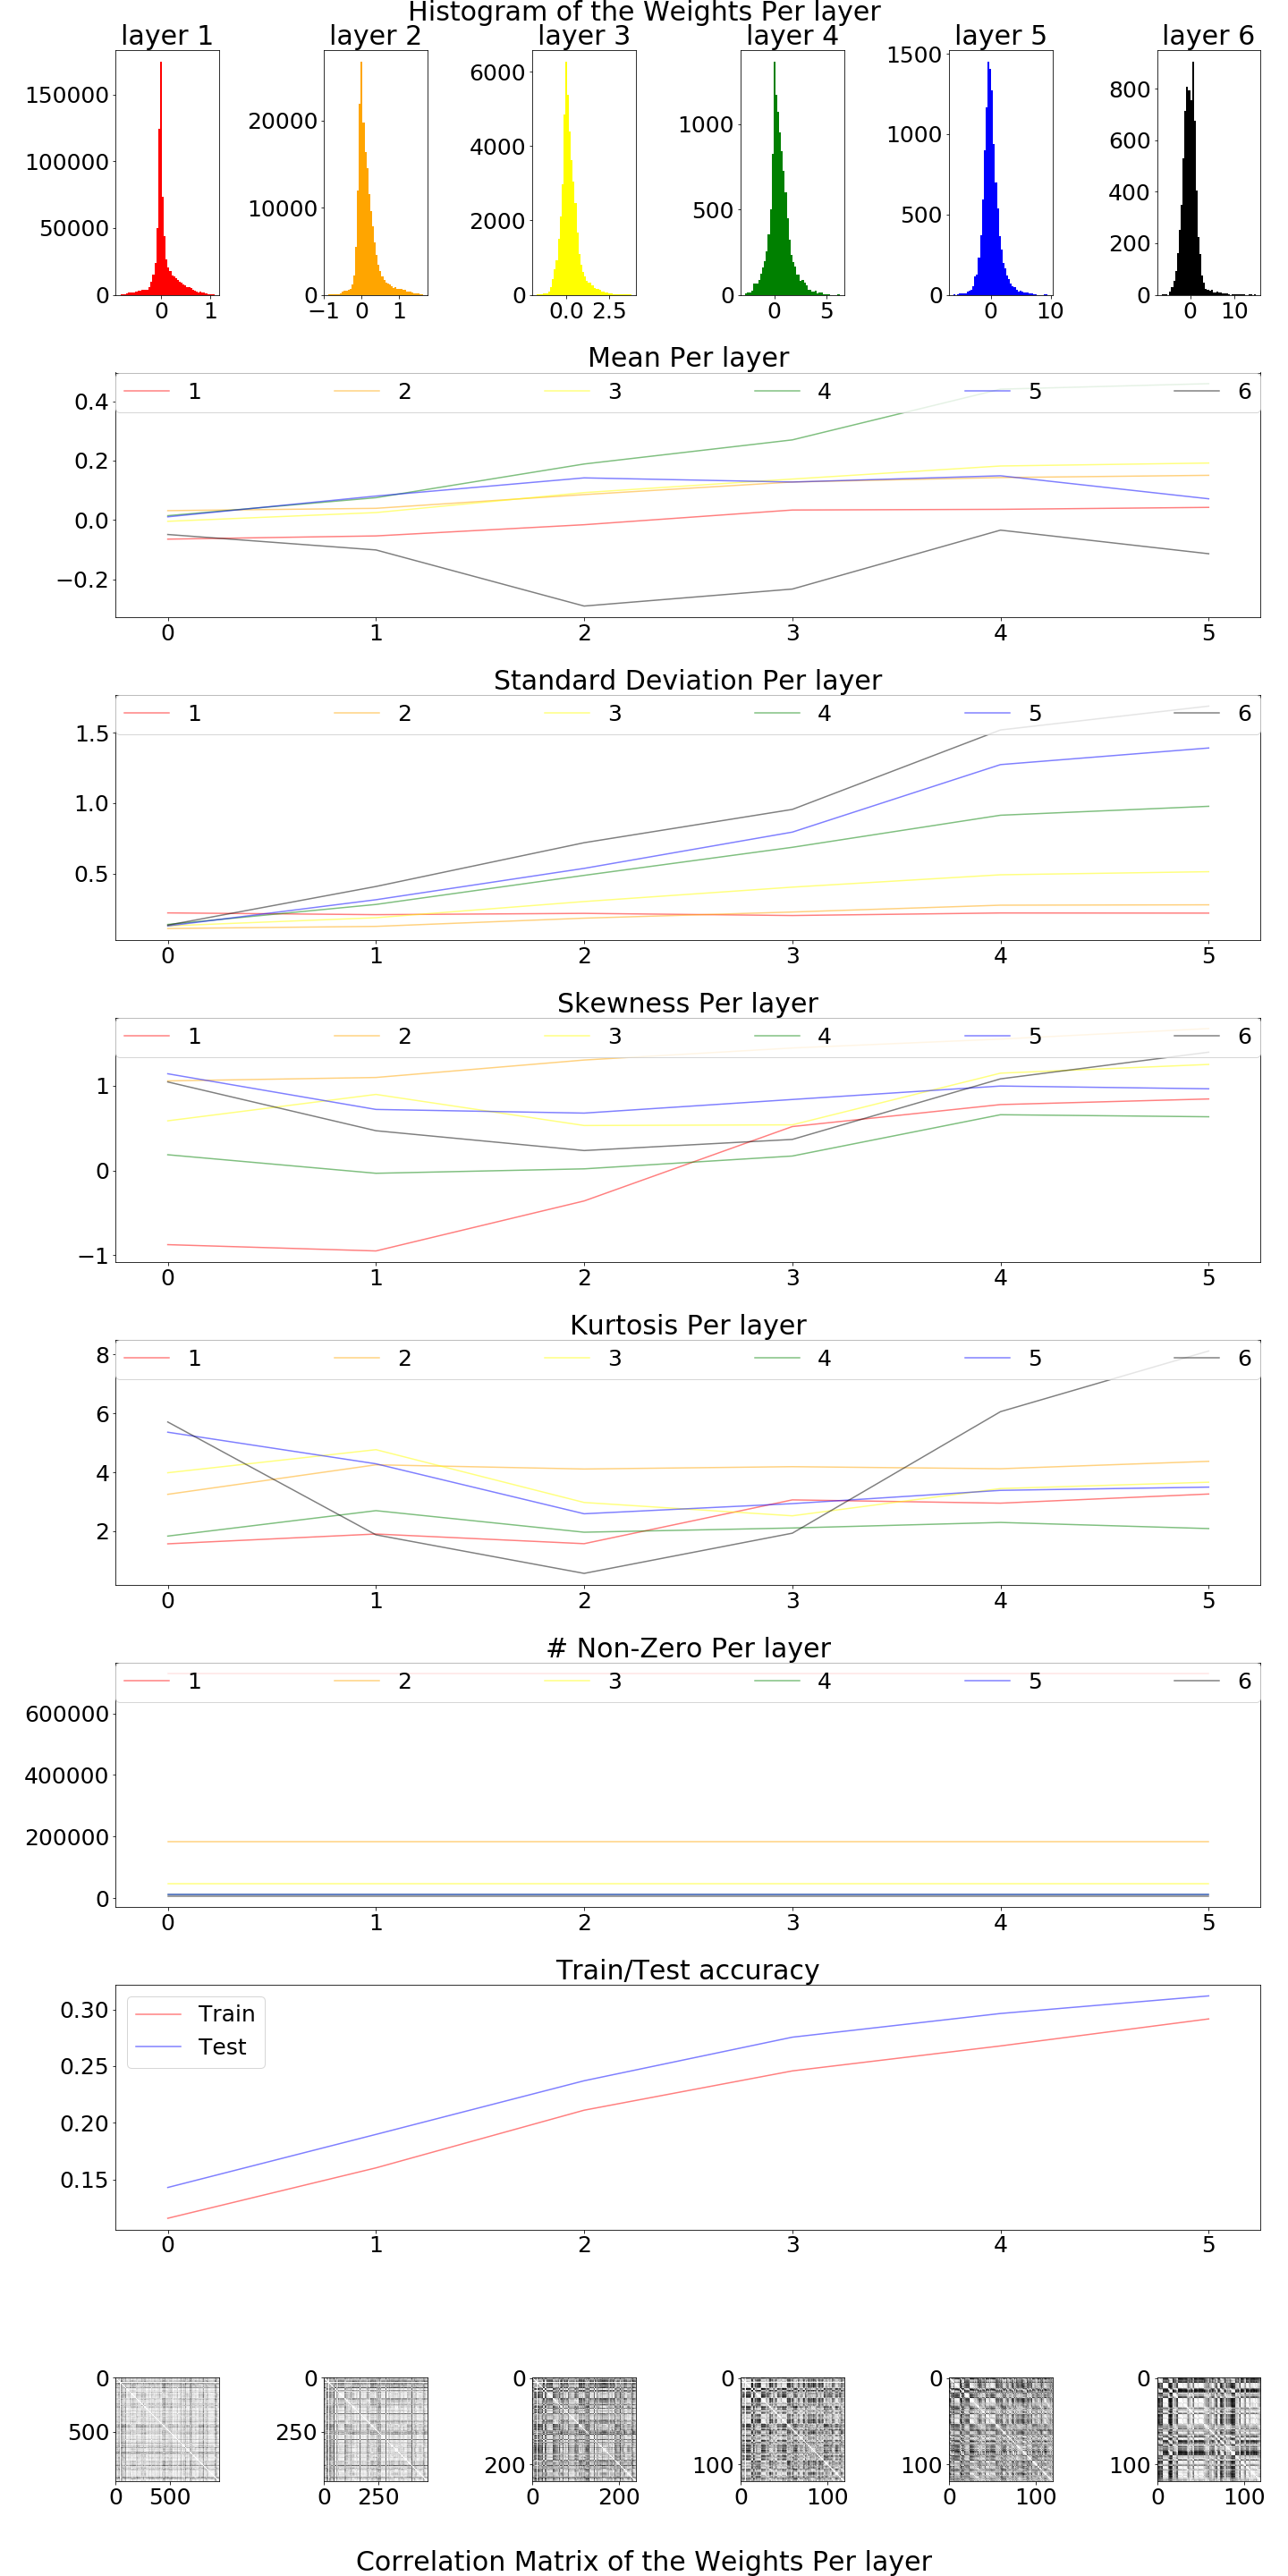 Histogram of the Weights Per layer
layer 1 layer 2 layer 3 layer 4 layer 5 layer 6
150000 100000 50000 0 0 1
20000 10000 0 −1 0 1
6000 4000 2000 0 0.0 2.5
1000 500 0 0 5
1500 1000 500 0 0 10
800 600 400 200 0 0 10
Mean Per layer
1 2 3 4 5 6
0.4
0.2
0.0
−0.2
0 1 2 3 4 5
Standard Deviation Per layer
1 2 3 4 5 6
1.5
1.0
0.5
0 1 2 3 4 5
Skewness Per layer
1 2 3 4 5 6
1
0
−1
0 1 2 3 4 5
Kurtosis Per layer
8 1 2 3 4 5 6
6
4
2
0 1 2 3 4 5
# Non-Zero Per layer
1 2 3 4 5 6
600000
400000
200000
0
0 1 2 3 4 5
Train/Test accuracy
Train
Test
0.30
0.25
0.20
0.15
0 1 2 3 4 5
0 500 0 500
0 250 0 250
0 200 0 200
0 100 0 100
0 100 0 100
0 100 0 100
Correlation Matrix of the Weights Per layer